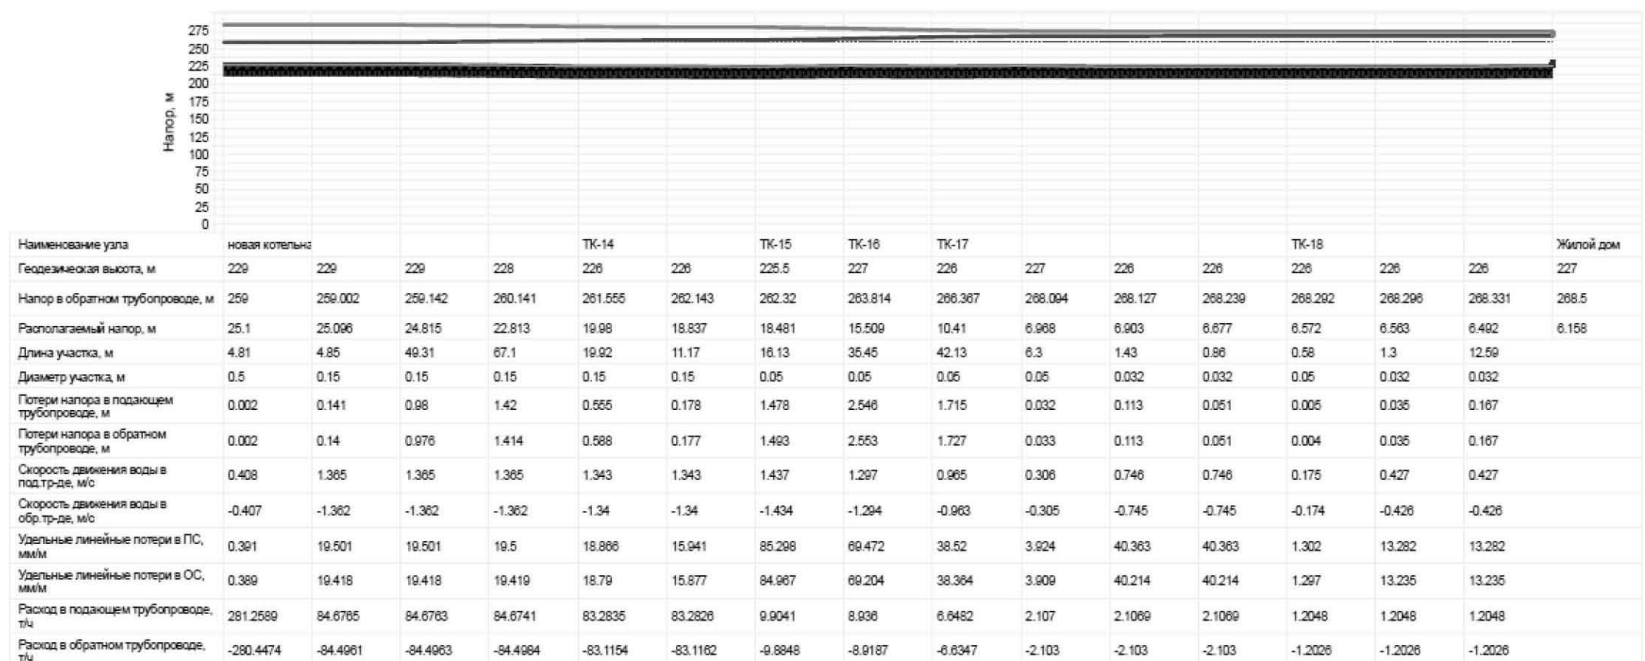 275
250
225
200
175
150
125
100
75
50
25
0
Напор, м
Наименование узла новая котельна ТК-14 ТК-15 ТК-16 ТК-17 ТК-18 Жилой дом
Геодезическая высота, м 229 229 229 228 226 226 225.5 227 226 227 226 226 226 226 226 227
Напор в обратном трубопроводе, м 259 259.002 259.142 260.141 261.555 262.143 262.32 263.814 266.367 268.094 268.127 268.239 268.292 268.296 268.331 268.5
Располагаемый напор, м 25.1 25.096 24.815 22.813 19.98 18.837 18.481 15.509 10.41 6.968 6.903 6.677 6.572 6.563 6.492 6.158
Длина участка, м 4.81 4.85 49.31 67.1 19.92 11.17 16.13 35.45 42.13 6.3 1.43 0.86 0.58 1.3 12.59
Диаметр участка, м 0.5 0.15 0.15 0.15 0.15 0.15 0.05 0.05 0.05 0.05 0.032 0.032 0.05 0.032 0.032
Потери напора в подающем
трубопроводе, м 0.002 0.141 0.98 1.42 0.555 0.178 1.478 2.546 1.715 0.032 0.113 0.051 0.005 0.035 0.167
Потери напора в обратном
трубопроводе, м 0.002 0.14 0.976 1.414 0.588 0.177 1.493 2.553 1.727 0.033 0.113 0.051 0.004 0.035 0.167
Скорость движения воды в
под.тр-де, м/с 0.408 1.365 1.365 1.365 1.343 1.343 1.437 1.297 0.965 0.306 0.746 0.746 0.175 0.427 0.427
Скорость движения воды в
обр.тр-де, м/с -0.407 -1.362 -1.362 -1.362 -1.34 -1.34 -1.434 -1.294 -0.963 -0.305 -0.745 -0.745 -0.174 -0.426 -0.426
Удельные линейные потери в ПС,
мм/м 0.391 19.501 19.501 19.5 18.866 15.941 85.298 69.472 38.52 3.924 40.363 40.363 1.302 13.282 13.282
Удельные линейные потери в ОС,
мм/м 0.389 19.418 19.418 19.419 18.79 15.877 84.967 69.204 38.364 3.909 40.214 40.214 1.297 13.235 13.235
Расход в подающем трубопроводе,
т/ч 281.2589 84.6765 84.6763 84.6741 83.2835 83.2826 9.9041 8.936 6.6482 2.107 2.1069 2.1069 1.2048 1.2048 1.2048
Расход в обратном трубопроводе,
т/ч -280.4474 -84.4961 -84.4963 -84.4984 -83.1154 -83.1162 -9.8848 -8.9187 -6.6347 -2.103 -2.103 -2.103 -1.2026 -1.2026 -1.2026